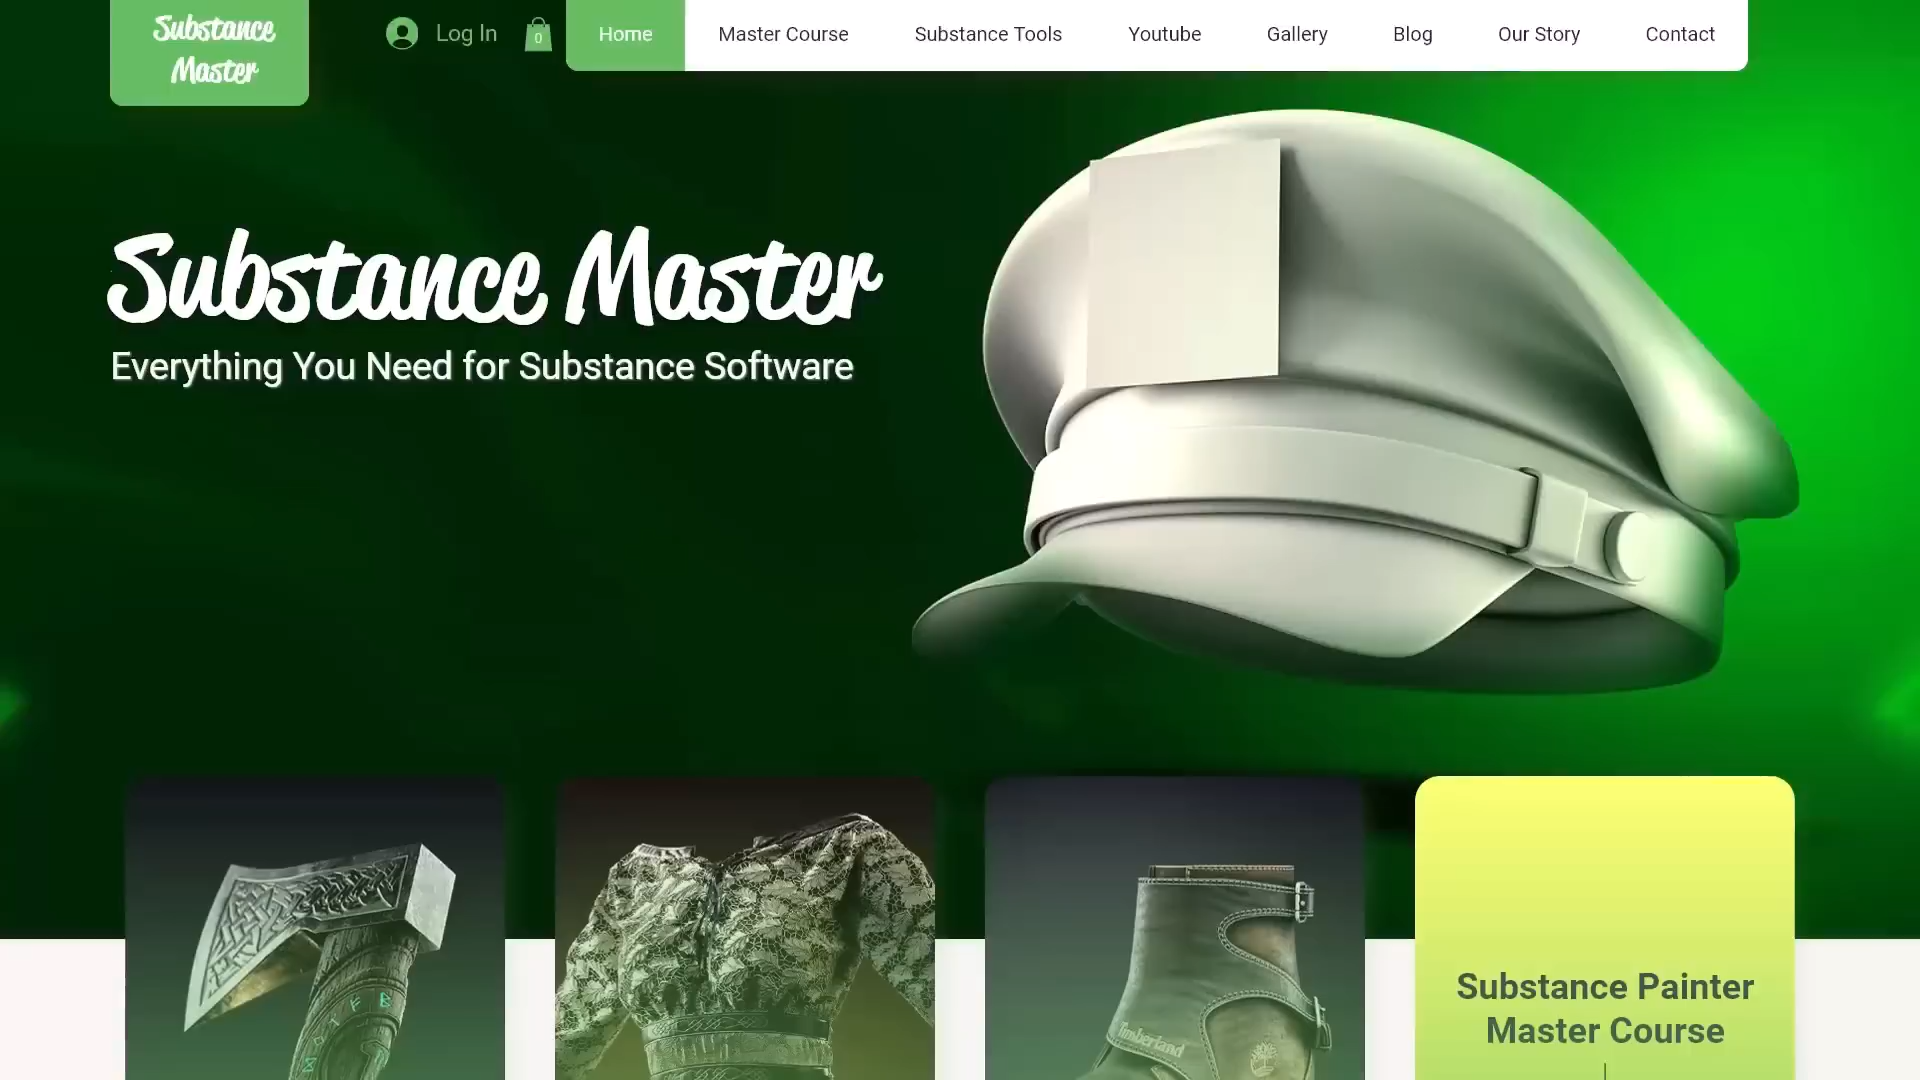 Substance
Master
Log In
0
Home
Master Course
Substance Tools
Youtube
Gallery
Blog
Our Story
Contact
Substance Master
Everything You Need for Substance Software
Timberland
Substance Painter
Master Course